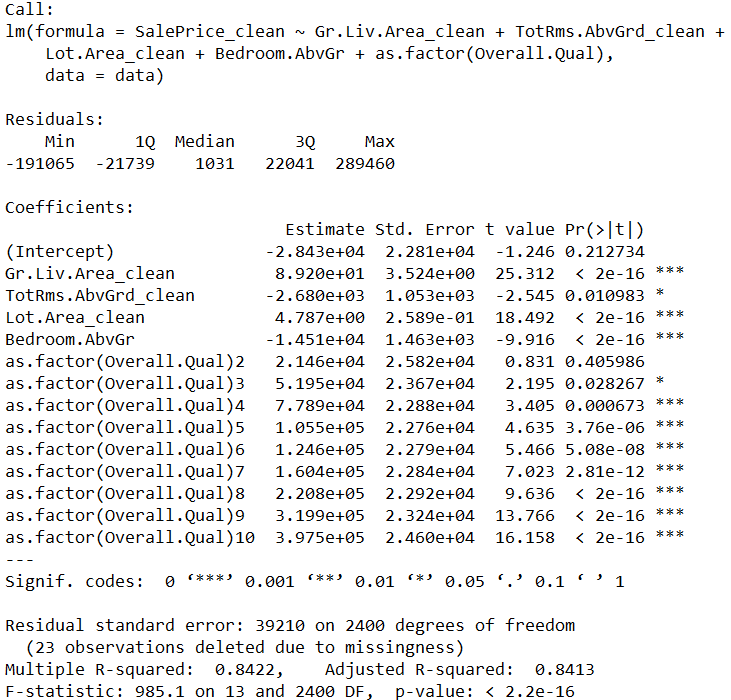 Call:
lm(formula = SalePrice_clean ~ Gr.Liv.Area_clean + TotRms.AbvGrd_clean +
    Lot.Area_clean + Bedroom.AbvGr + as.factor(Overall.Qual),
    data = data)

Residuals:
    Min      1Q  Median      3Q     Max
-191065  -21739    1031   22041  289460

Coefficients:
                            Estimate Std. Error t value Pr(>|t|)
(Intercept)               -2.843e+04  2.281e+04  -1.246 0.212734
Gr.Liv.Area_clean          8.920e+01  3.524e+00  25.312  < 2e-16 ***
TotRms.AbvGrd_clean       -2.680e+03  1.053e+03  -2.545 0.010983 *
Lot.Area_clean             4.787e+00  2.589e-01  18.492  < 2e-16 ***
Bedroom.AbvGr             -1.451e+04  1.463e+03  -9.916  < 2e-16 ***
as.factor(Overall.Qual)2   2.146e+04  2.582e+04   0.831 0.405986
as.factor(Overall.Qual)3   5.195e+04  2.367e+04   2.195 0.028267 *
as.factor(Overall.Qual)4   7.789e+04  2.288e+04   3.405 0.000673 ***
as.factor(Overall.Qual)5   1.055e+05  2.276e+04   4.635 3.76e-06 ***
as.factor(Overall.Qual)6   1.246e+05  2.279e+04   5.466 5.08e-08 ***
as.factor(Overall.Qual)7   1.604e+05  2.284e+04   7.023 2.81e-12 ***
as.factor(Overall.Qual)8   2.208e+05  2.292e+04   9.636  < 2e-16 ***
as.factor(Overall.Qual)9   3.199e+05  2.324e+04  13.766  < 2e-16 ***
as.factor(Overall.Qual)10  3.975e+05  2.460e+04  16.158  < 2e-16 ***
---
Signif. codes:  0 ‘***’ 0.001 ‘**’ 0.01 ‘*’ 0.05 ‘.’ 0.1 ‘ ’ 1

Residual standard error: 39210 on 2400 degrees of freedom
  (23 observations deleted due to missingness)
Multiple R-squared:  0.8422,    Adjusted R-squared:  0.8413
F-statistic: 985.1 on 13 and 2400 DF,  p-value: < 2.2e-16